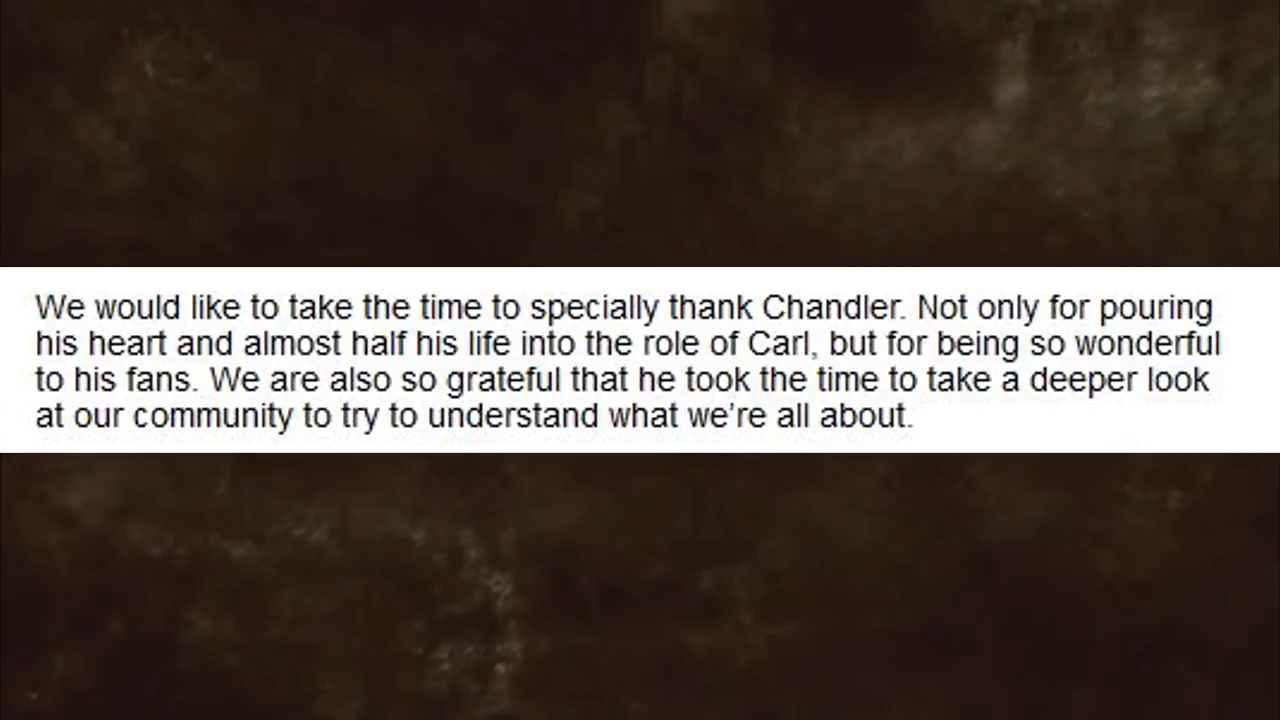 We would like to take the time to specially thank Chandler. Not only for pouring
his heart and almost half his life into the role of Carl, but for being so wonderful
to his fans. We are also so grateful that he took the time to take a deeper look
at our community to try to understand what we're all about.